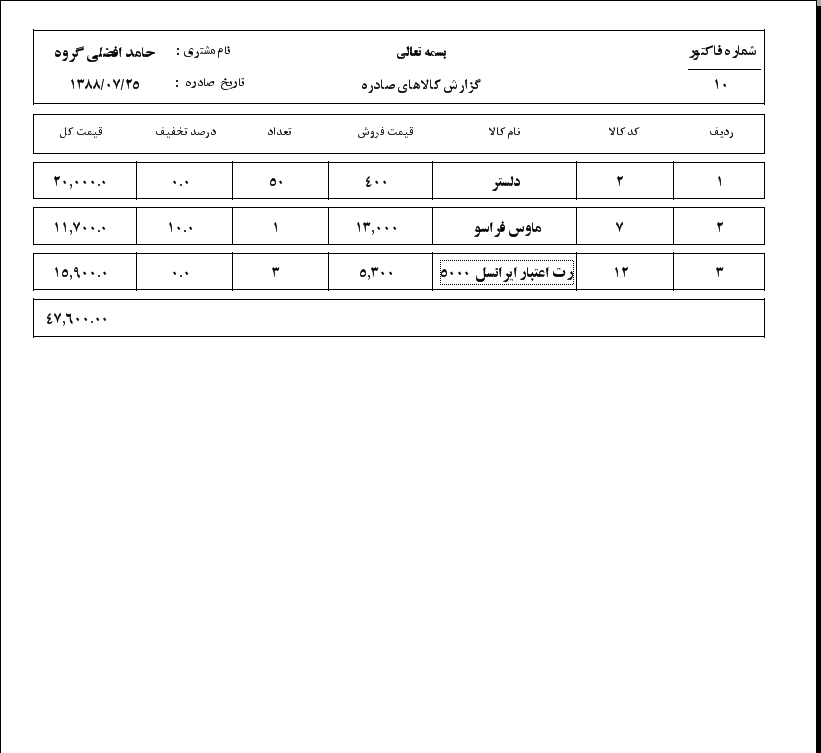 شماره فاکتور بسمه تعالی نام مشتری : حامد افضلی گروه
۱۰ گزارش کالاهای صادره تاریخ صادره : ۱۳۸۸/۰۷/۲۵
ردیف کد کالا نام کالا قیمت فروش تعداد درصد تخفیف قیمت کل
۱ ۲ دلستر ٤۰۰ ۵۰ ۰.۰ ۲۰,۰۰۰.۰
۲ ۷ ماوس فراسو ۱۳,۰۰۰ ۱ ۱۰.۰ ۱۱,۷۰۰.۰
۳ ۱۲ رت اعتبار ایرانسل ۵۰۰۰ ۵,۳۰۰ ۳ ۰.۰ ۱۵,۹۰۰.۰
٤۷,٦۰۰.۰۰